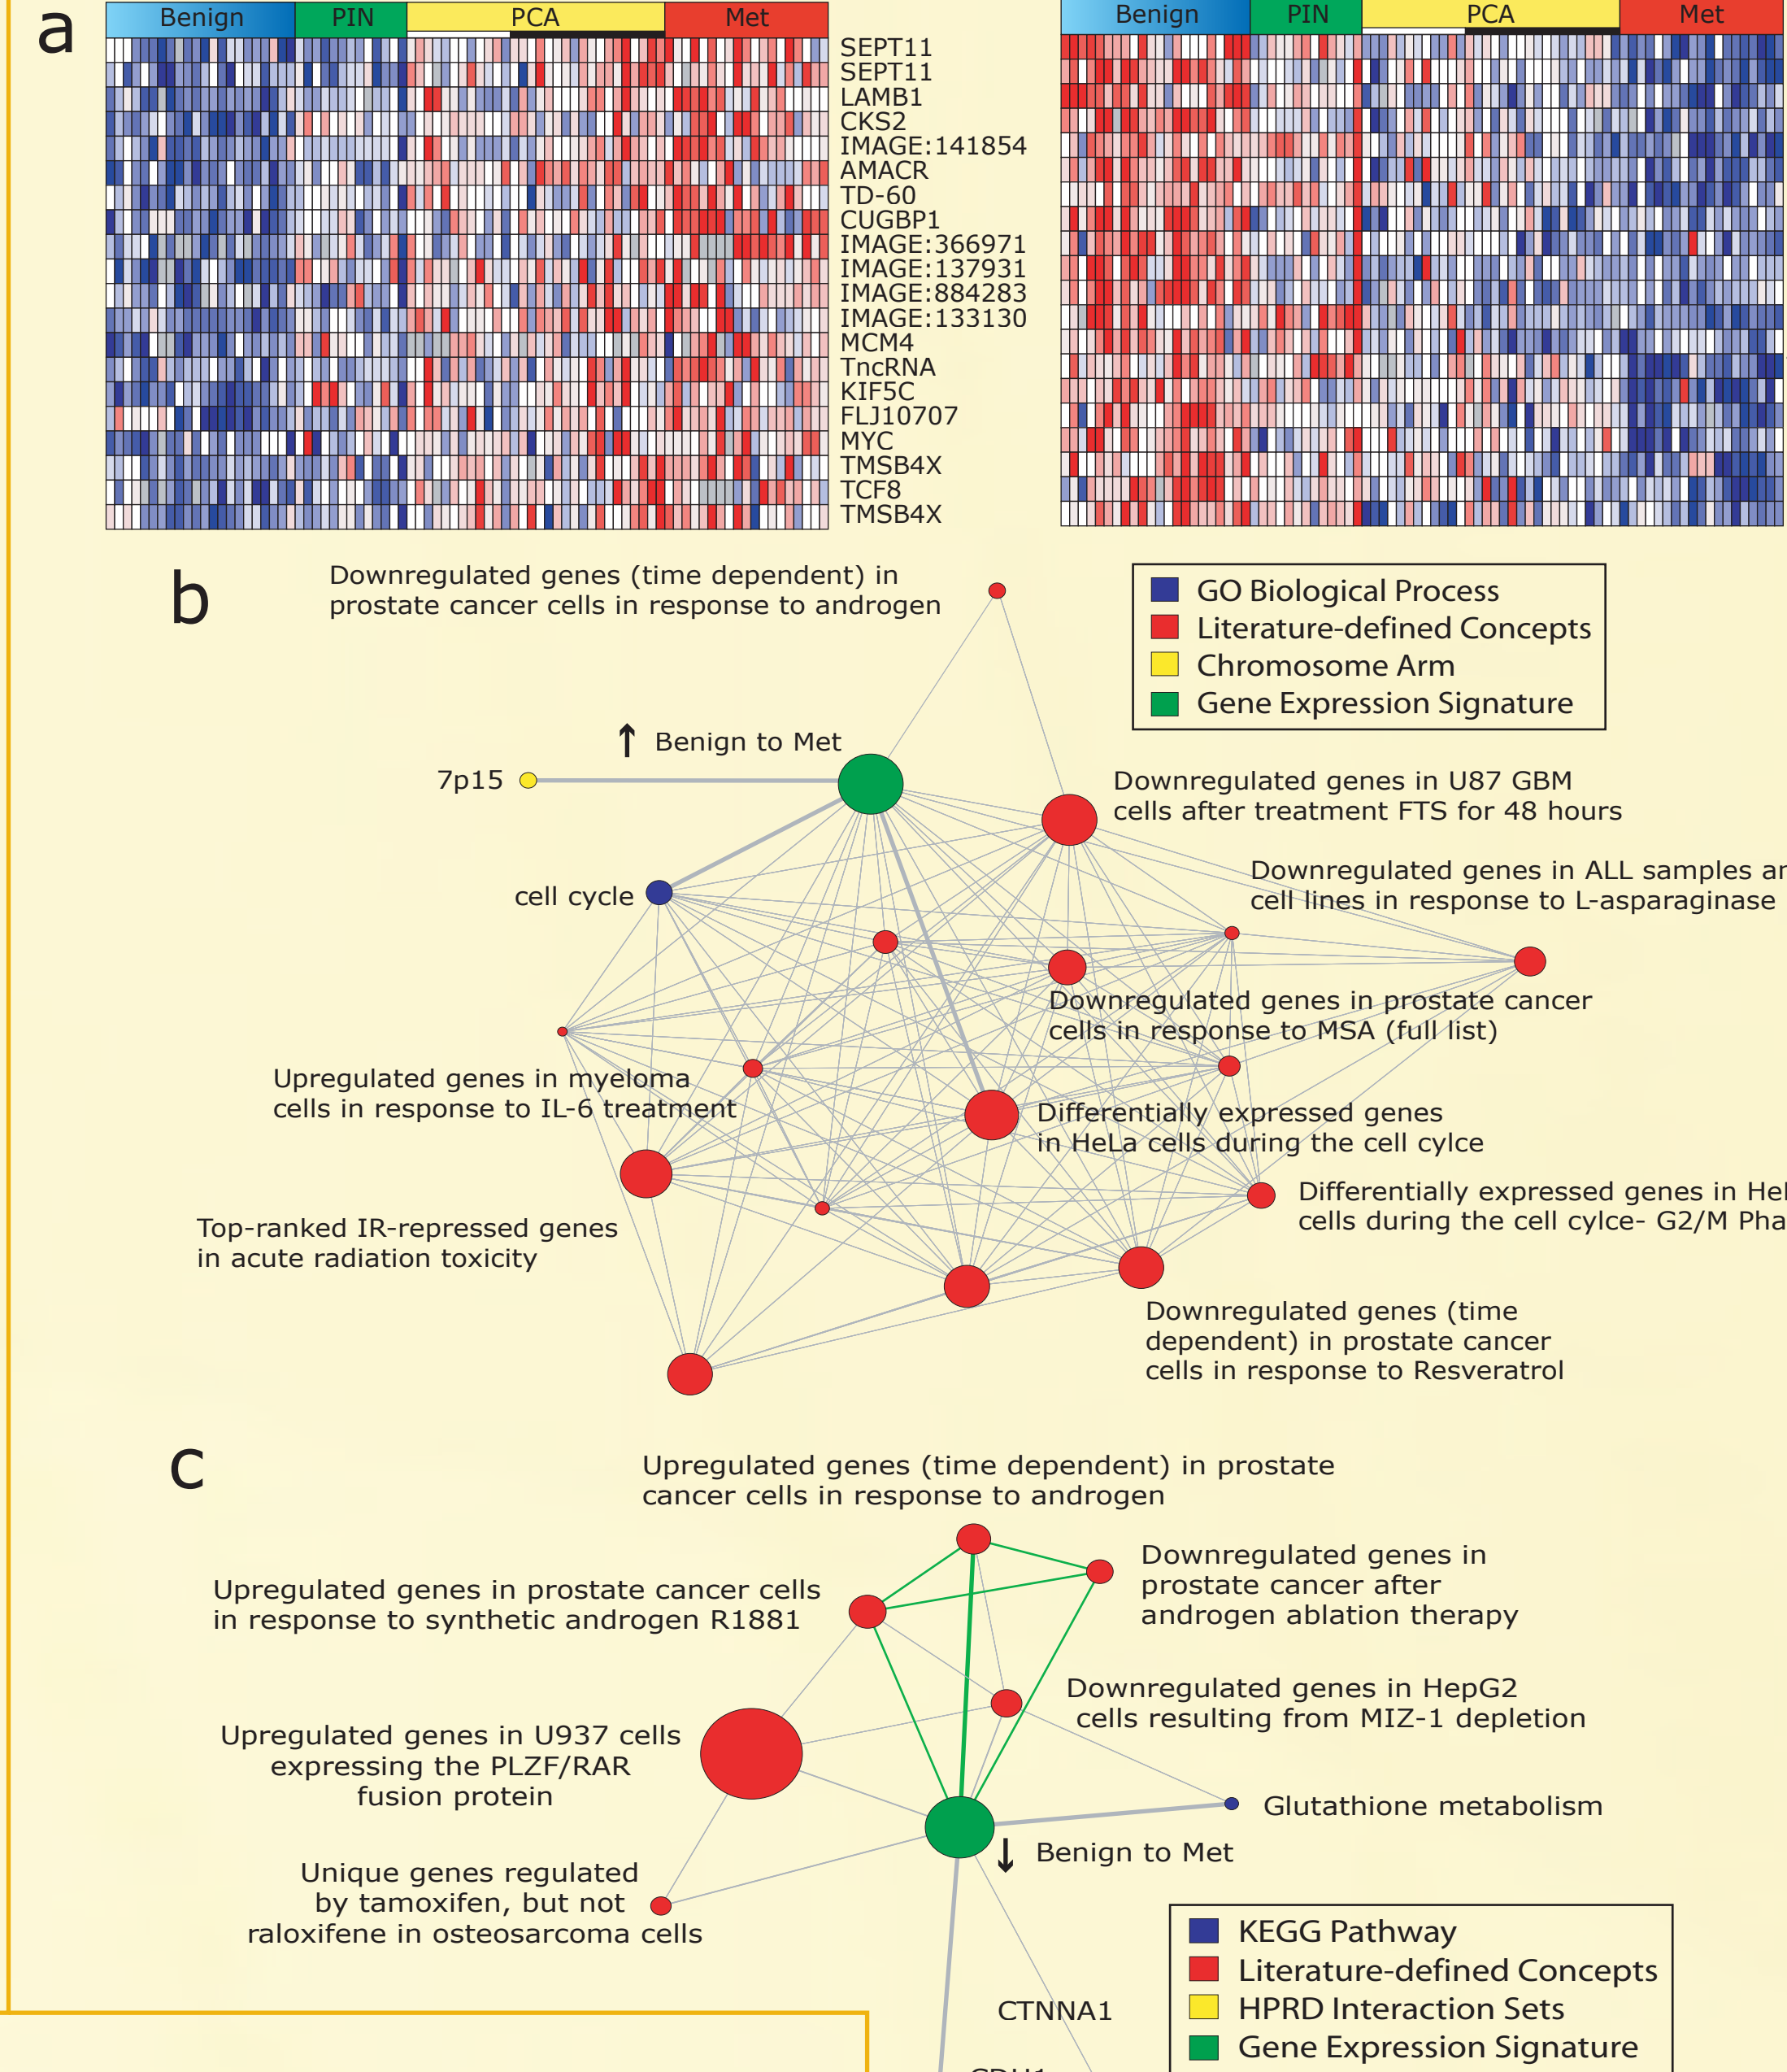 a
Benign PIN PCA Met
Benign PIN PCA Met
SEPT11
SEPT11
LAMB1
CKS2
IMAGE:141854
AMACR
TD-60
CUGBP1
IMAGE:366971
IMAGE:137931
IMAGE:884283
IMAGE:133130
MCM4
TncRNA
KIF5C
FLJ10707
MYC
TMSB4X
TCF8
TMSB4X
b
Downregulated genes (time dependent) in
prostate cancer cells in response to androgen
GO Biological Process
Literature-defined Concepts
Chromosome Arm
Gene Expression Signature
↑ Benign to Met
7p15
Downregulated genes in U87 GBM
cells after treatment FTS for 48 hours
Downregulated genes in ALL samples
cell lines in response to L-asparaginase
cell cycle
Downregulated genes in prostate cancer
cells in response to MSA (full list)
Upregulated genes in myeloma
cells in response to IL-6 treatment
Differentially expressed genes
in HeLa cells during the cell cylce
Differentially expressed genes in
cells during the cell cylce- G2/M
Top-ranked IR-repressed genes
in acute radiation toxicity
Downregulated genes (time
dependent) in prostate cancer
cells in response to Resveratrol
c
Upregulated genes (time dependent) in prostate
cancer cells in response to androgen
Downregulated genes in
prostate cancer after
androgen ablation therapy
Upregulated genes in prostate cancer cells
in response to synthetic androgen R1881
Downregulated genes in HepG2
cells resulting from MIZ-1 depletion
Upregulated genes in U937 cells
expressing the PLZF/RAR
fusion protein
Glutathione metabolism
↓ Benign to Met
Unique genes regulated
by tamoxifen, but not
raloxifene in osteosarcoma cells
KEGG Pathway
Literature-defined Concepts
HPRD Interaction Sets
Gene Expression Signature
CTNNA1